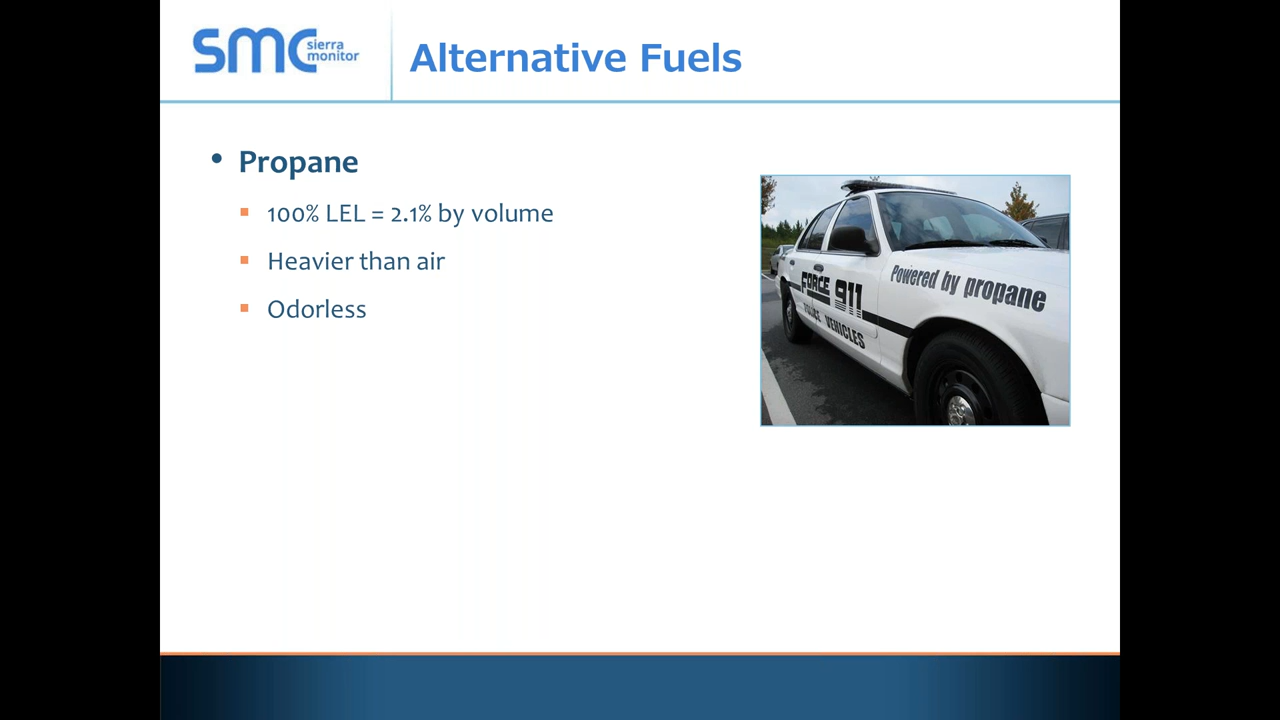 SMC sierra monitor
Alternative Fuels
• Propane
▪ 100% LEL = 2.1% by volume
▪ Heavier than air
▪ Odorless
Powered by propane
FORCE 911
POLICE VEHICLES